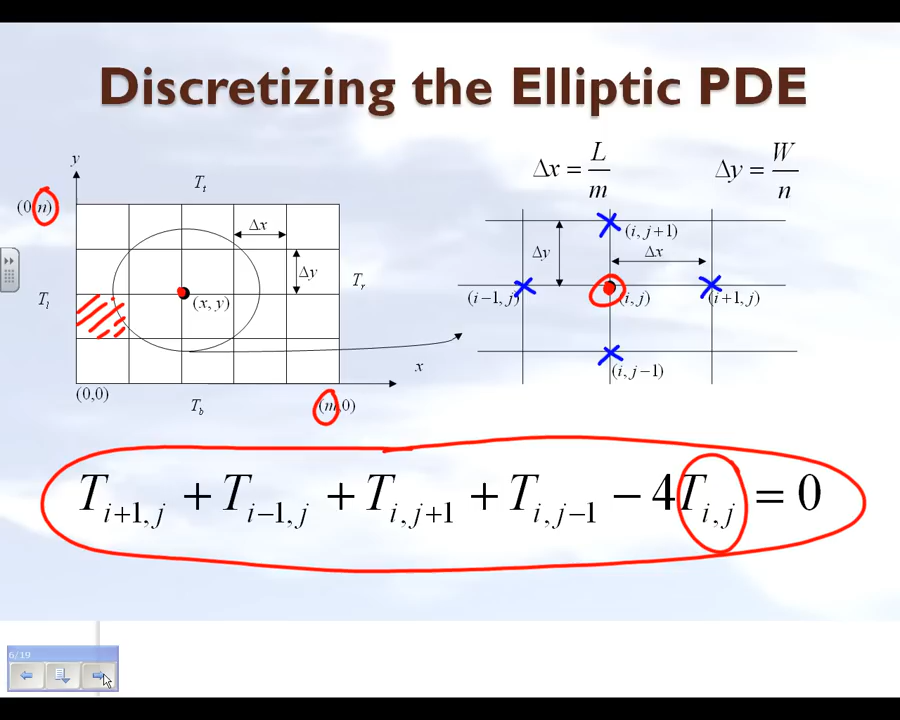 Discretizing the Elliptic PDE
Δx = L/m
Δy = W/n
y
T_t
(0,n)
Δx
Δy
T_l
T_r
(x, y)
x
(0,0)
T_b
(m,0)
(i, j+1)
Δy
Δx
(i−1, j)
(i, j)
(i+1, j)
(i, j−1)
T_{i+1,j} + T_{i−1,j} + T_{i,j+1} + T_{i,j−1} − 4T_{i,j} = 0
6/19